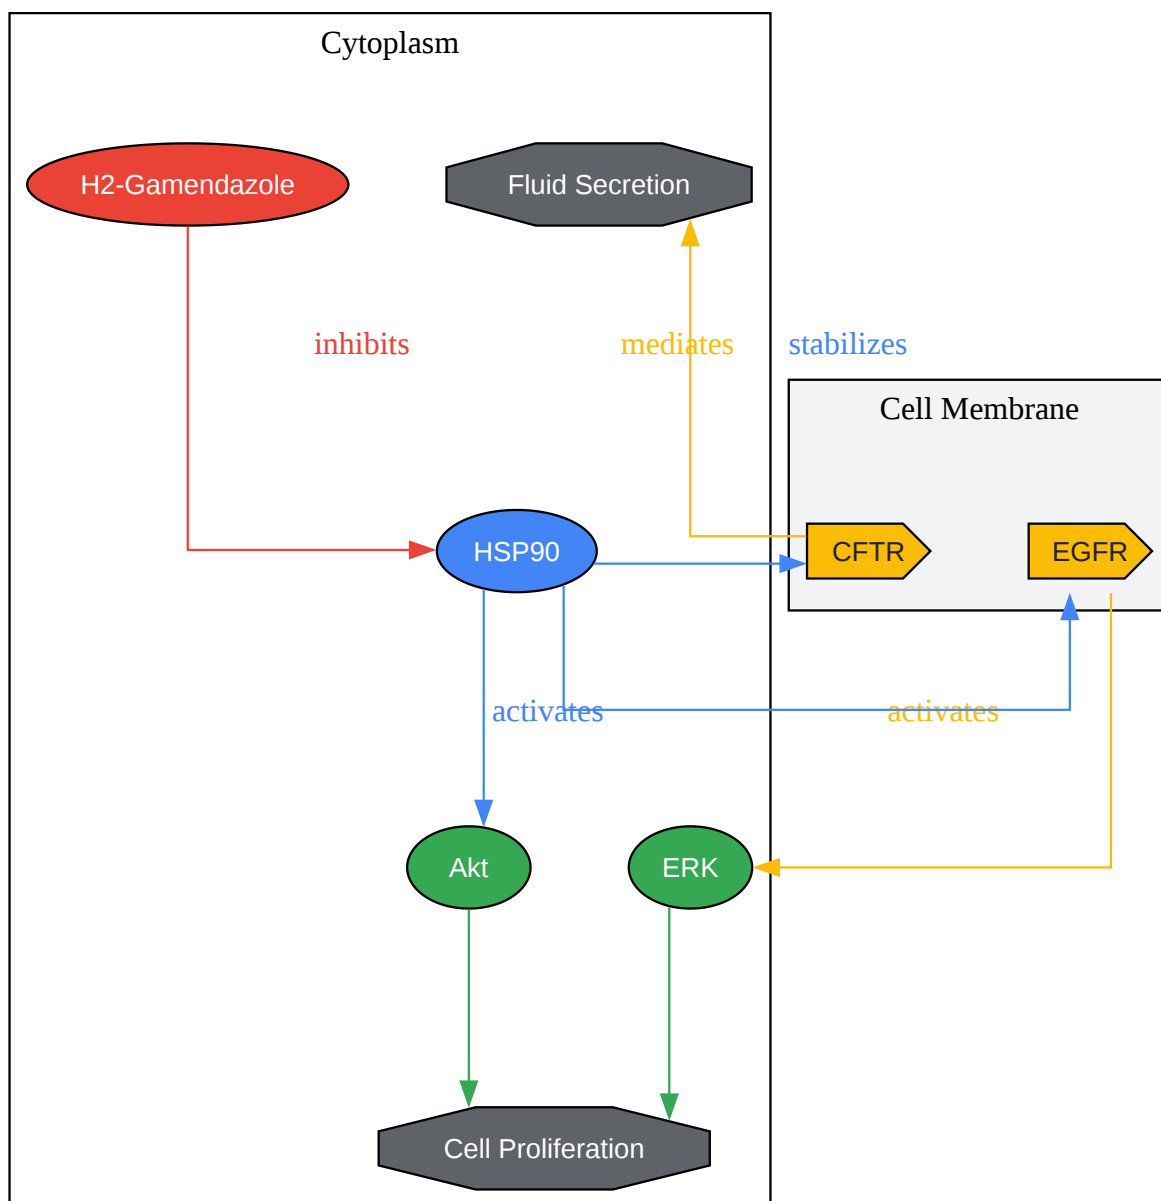 Cytoplasm
H2-Gamendazole
Fluid Secretion
inhibits
mediates
stabilizes
Cell Membrane
HSP90
CFTR
EGFR
activates
activates
Akt
ERK
Cell Proliferation